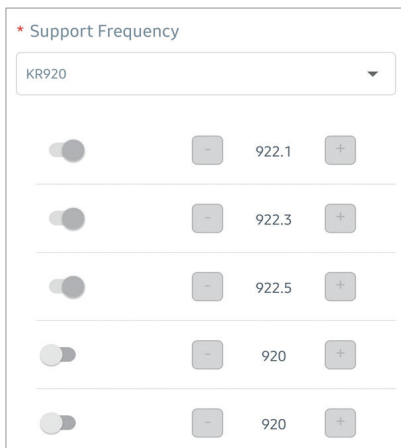 * Support Frequency
KR920
- 922.1 +
- 922.3 +
- 922.5 +
- 920 +
- 920 +